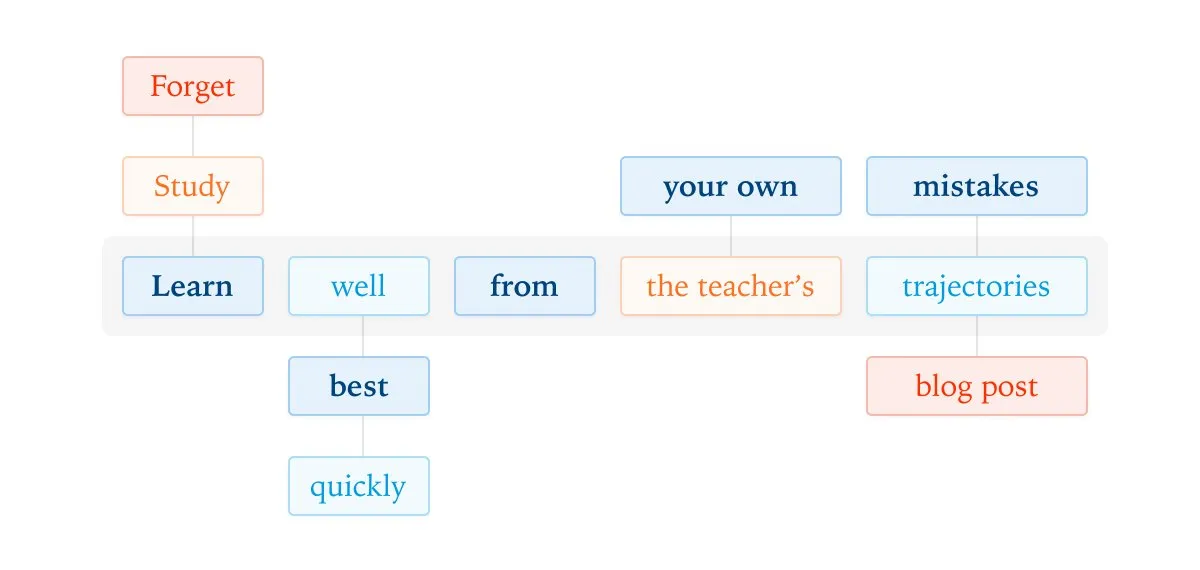 Forget
Study your own mistakes
Learn well from the teacher’s trajectories
best blog post
quickly